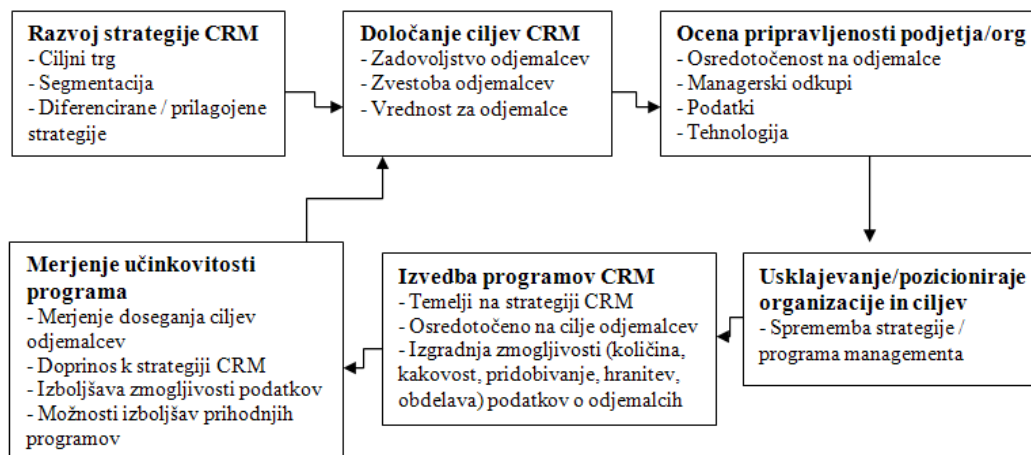 Razvoj strategije CRM
- Ciljni trg
- Segmentacija
- Diferencirane / prilagojene
strategije
Določanje ciljev CRM
- Zadovoljstvo odjemalcev
- Zvestoba odjemalcev
- Vrednost za odjemalce
Ocena pripravljenosti podjetja/org
- Osredotočenost na odjemalce
- Managerski odkupi
- Podatki
- Tehnologija
Usklajevanje/pozicioniraje
organizacije in ciljev
- Sprememba strategije /
programa managementa
Izvedba programov CRM
- Temelji na strategiji CRM
- Osredotočeno na cilje odjemalcev
- Izgradnja zmogljivosti (količina,
kakovost, pridobivanje, hranitev,
obdelava) podatkov o odjemalcih
Merjenje učinkovitosti
programa
- Merjenje doseganja ciljev
odjemalcev
- Doprinos k strategiji CRM
- Izboljšava zmogljivosti podatkov
- Možnosti izboljšav prihodnjih
programov